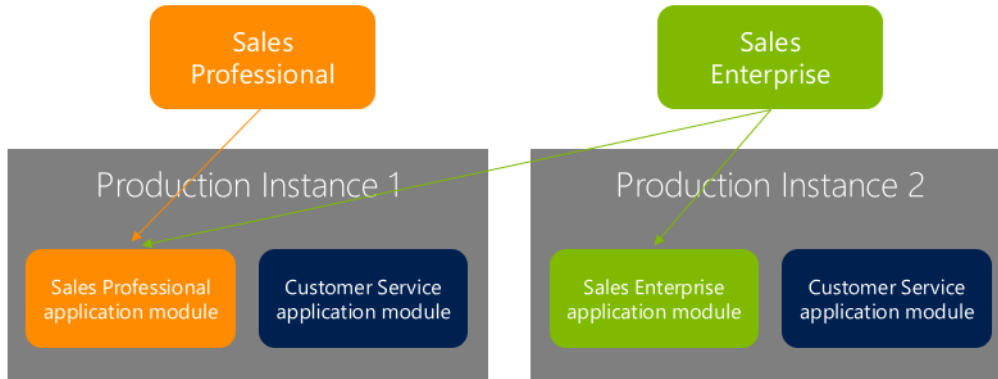 Sales
Professional
Sales
Enterprise
Production Instance 1
Production Instance 2
Sales Professional
application module
Customer Service
application module
Sales Enterprise
application module
Customer Service
application module